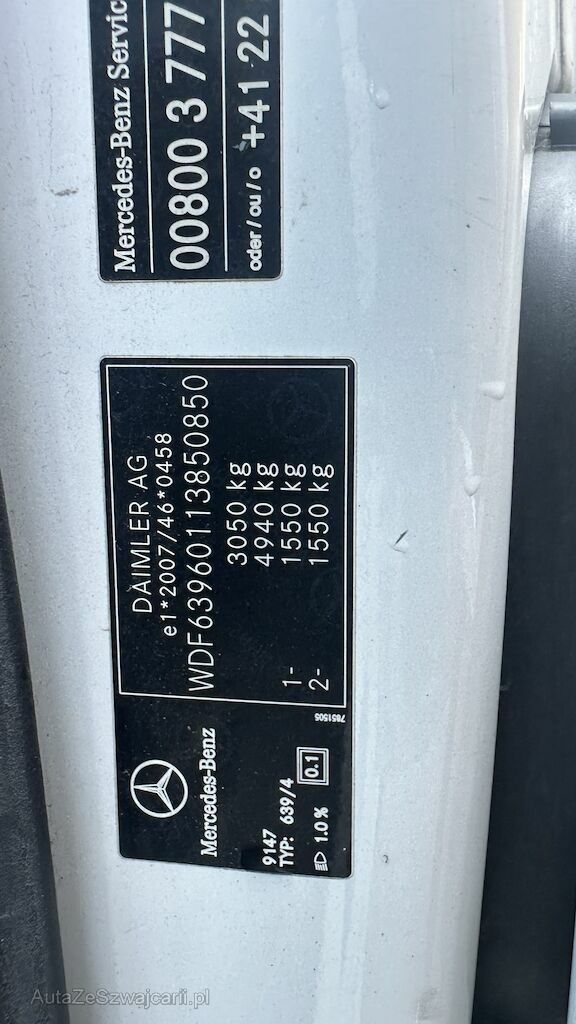 Mercedes-Benz Servic
00800 3 777
oder/ou/o +41 22
DAIMLER AG
e1*2007/46*0458
WDF63960113850850
3050 kg
4940 kg
1- 1550 kg
2- 1550 kg
7851505
Mercedes-Benz
9147
TYP: 639/4
0.1
1.0 %
AutaZeSzwajcarii.pl